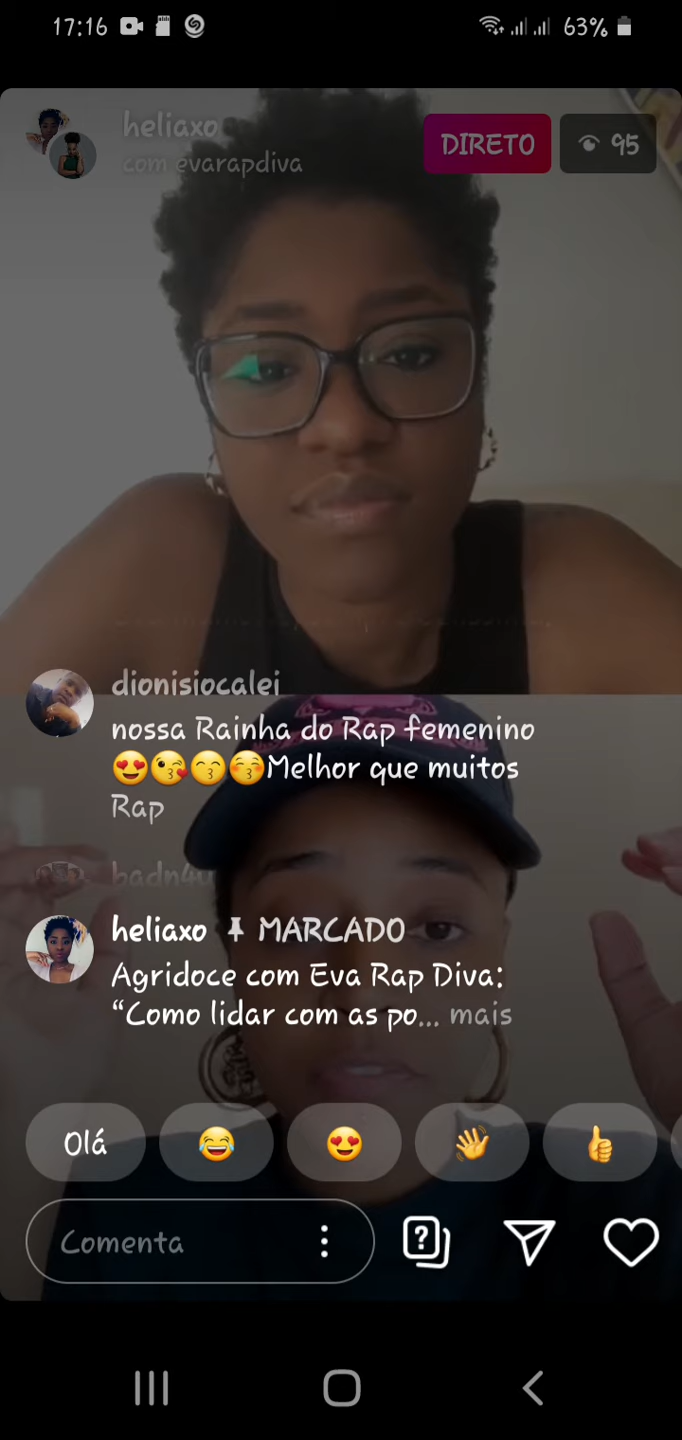 17:16
63%
heliaxo
com evarapdiva
DIRETO
95
dionisiocalei
nossa Rainha do Rap femenino
😍😘😙😚Melhor que muitos
Rap
badn4u
heliaxo MARCADO
Agridoce com Eva Rap Diva:
“Como lidar com as po... mais
Olá
Comenta